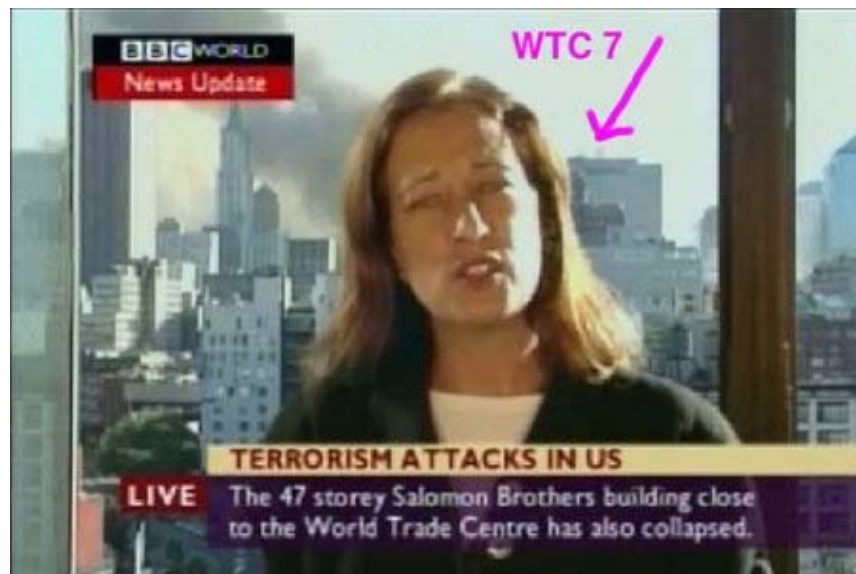 BBC WORLD
News Update
WTC 7
TERRORISM ATTACKS IN US
LIVE
The 47 storey Salomon Brothers building close
to the World Trade Centre has also collapsed.